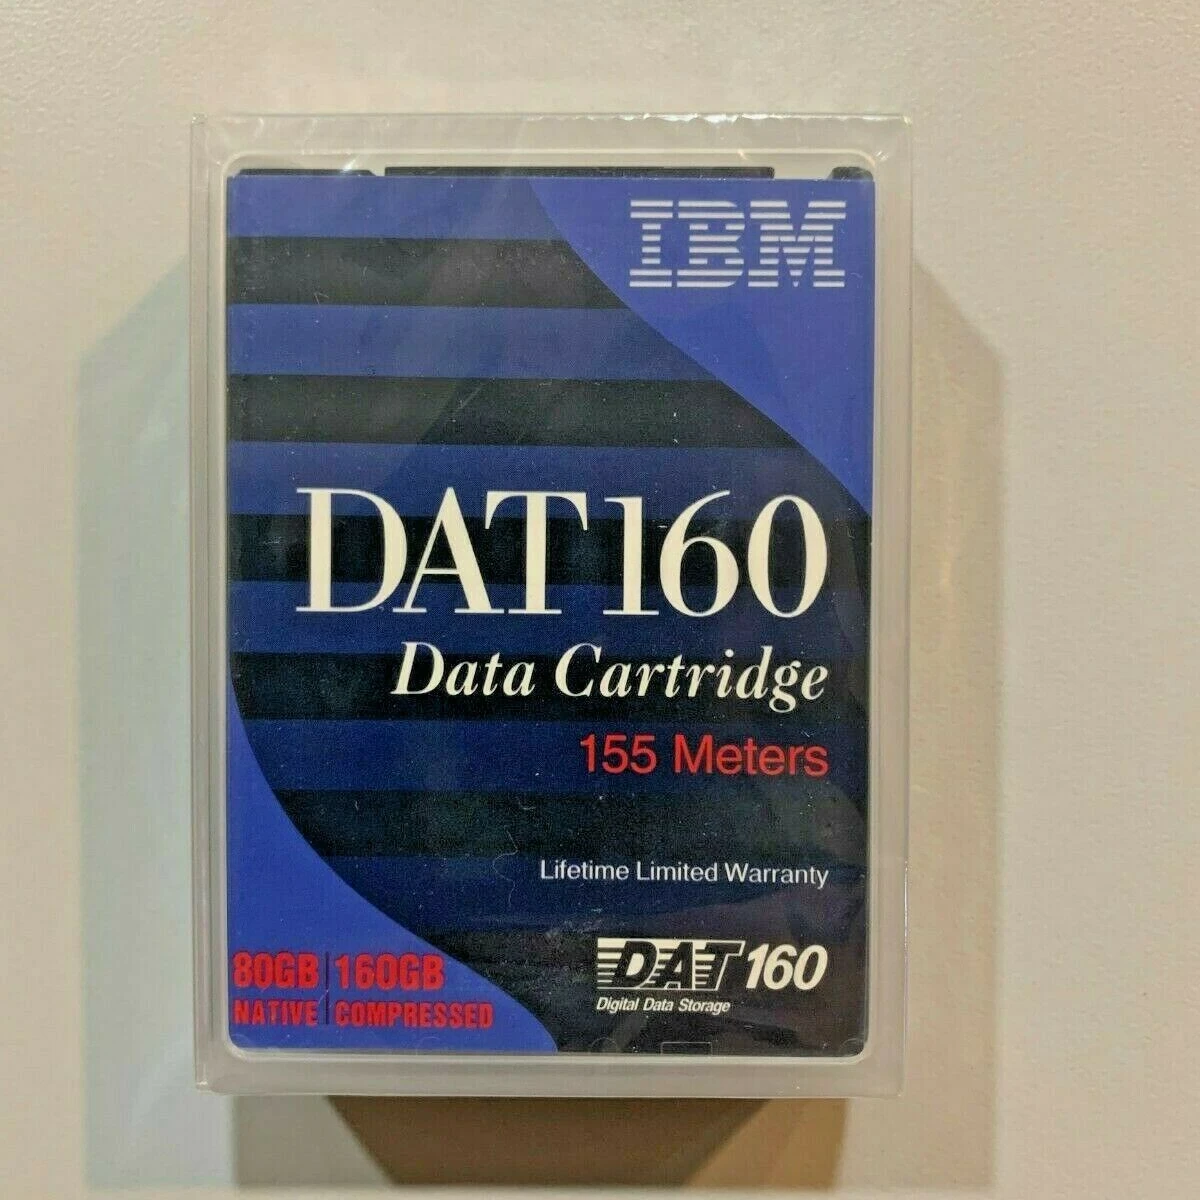 IBM
DAT160
Data Cartridge
155 Meters
Lifetime Limited Warranty
80GB | 160GB
NATIVE | COMPRESSED
DAT 160
Digital Data Storage